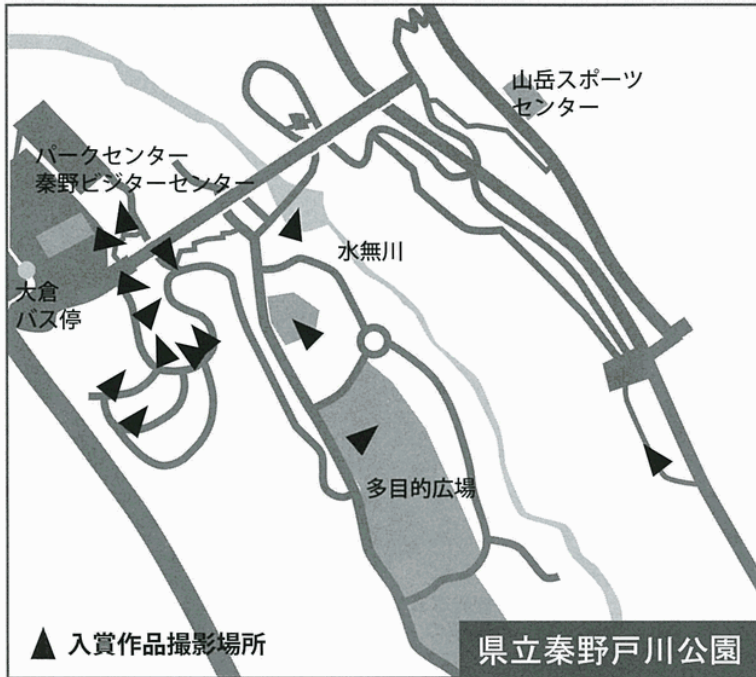 山岳スポーツ
センター
パークセンター
秦野ビジターセンター
水無川
大倉
バス停
多目的広場
入賞作品撮影場所
県立秦野戸川公園